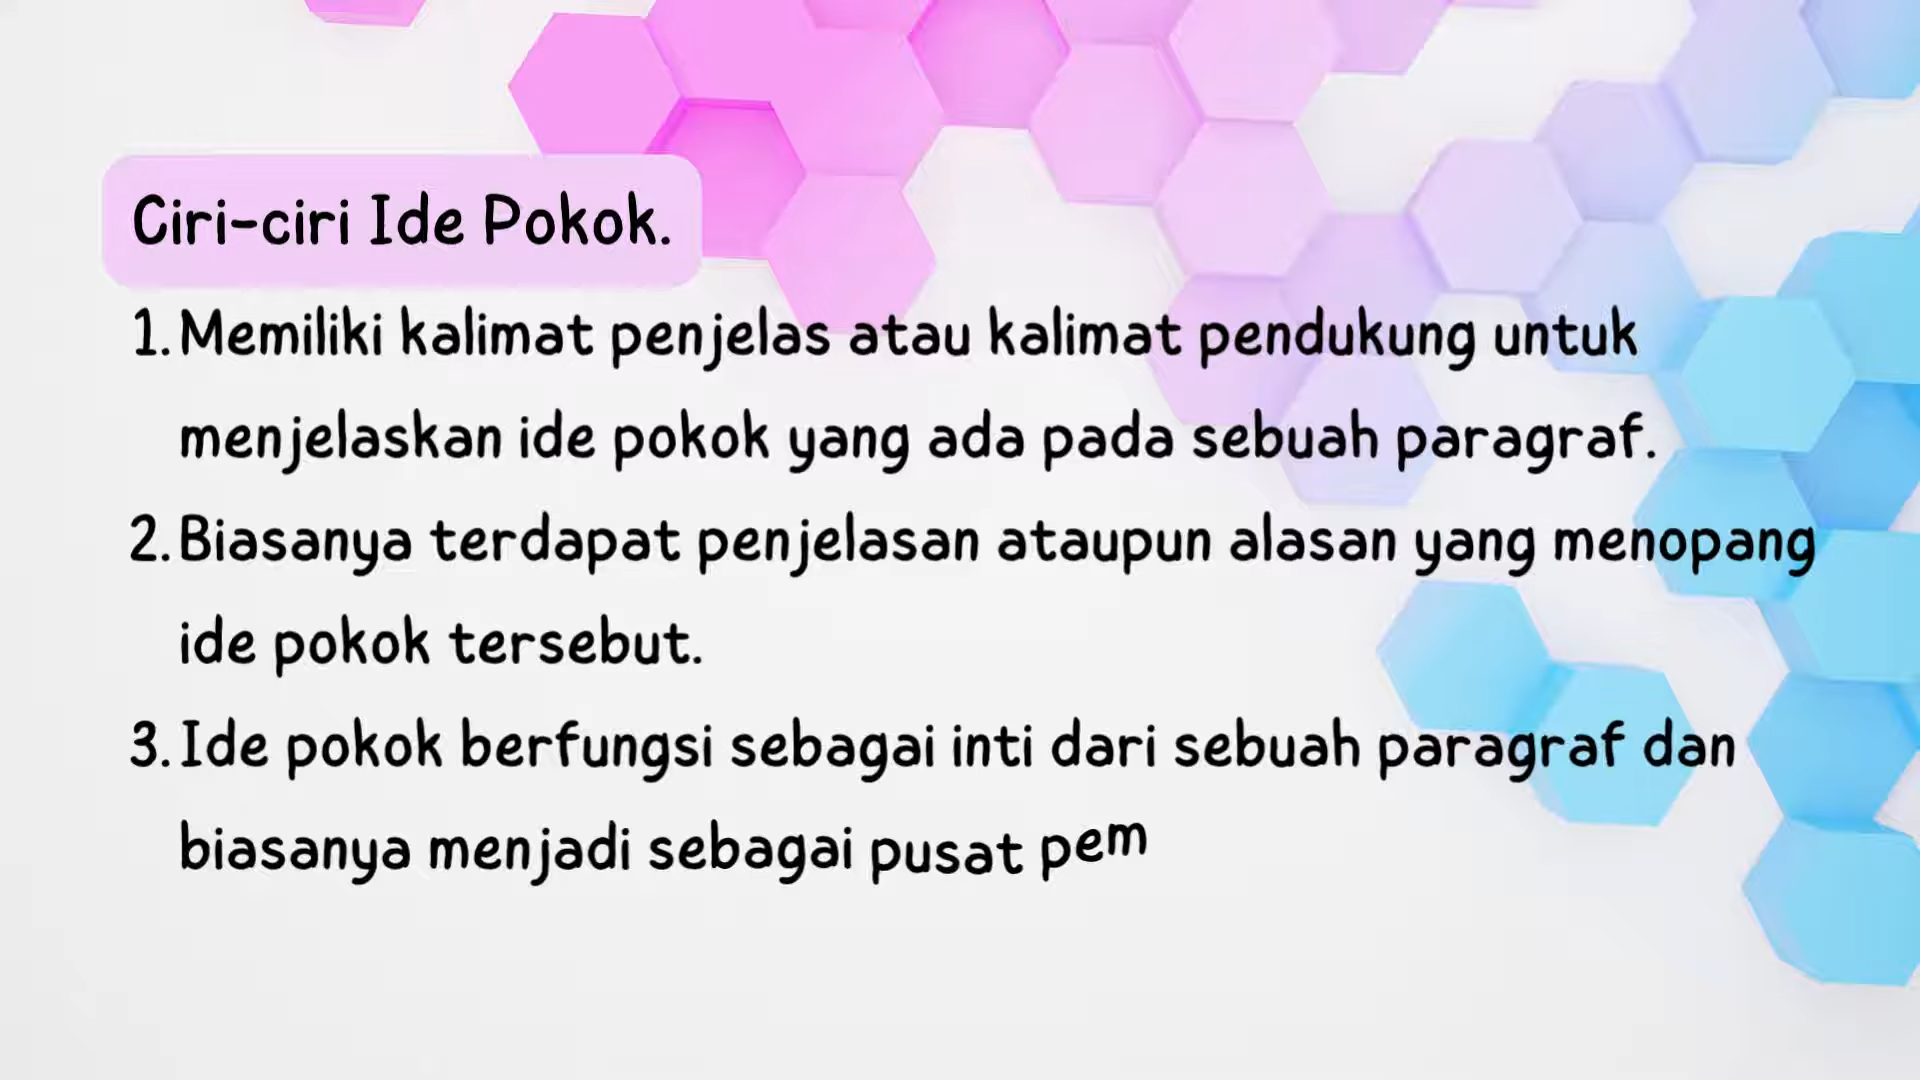 Ciri-ciri Ide Pokok.
1. Memiliki kalimat penjelas atau kalimat pendukung untuk
menjelaskan ide pokok yang ada pada sebuah paragraf.
2. Biasanya terdapat penjelasan ataupun alasan yang menopang
ide pokok tersebut.
3. Ide pokok berfungsi sebagai inti dari sebuah paragraf dan
biasanya menjadi sebagai pusat pem